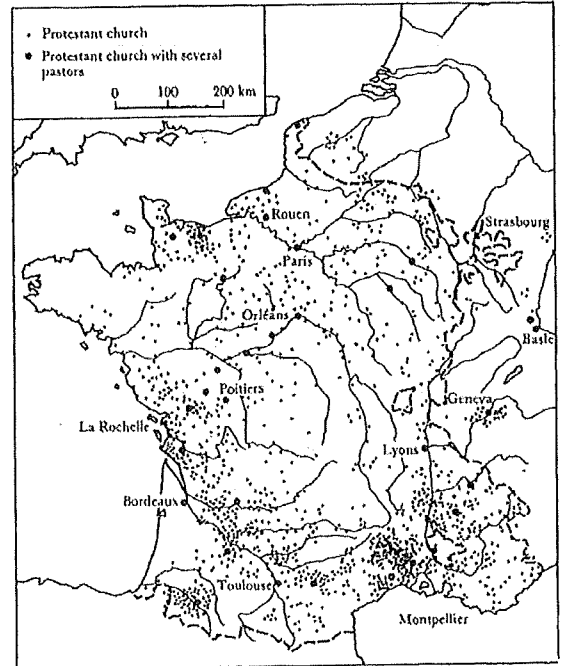 Protestant church
Protestant church with several
pastors
0 100 200 km
Rouen
Strasbourg
Paris
Orléans
Basle
Poitiers
Geneva
La Rochelle
Lyons
Bordeaux
Toulouse
Montpellier